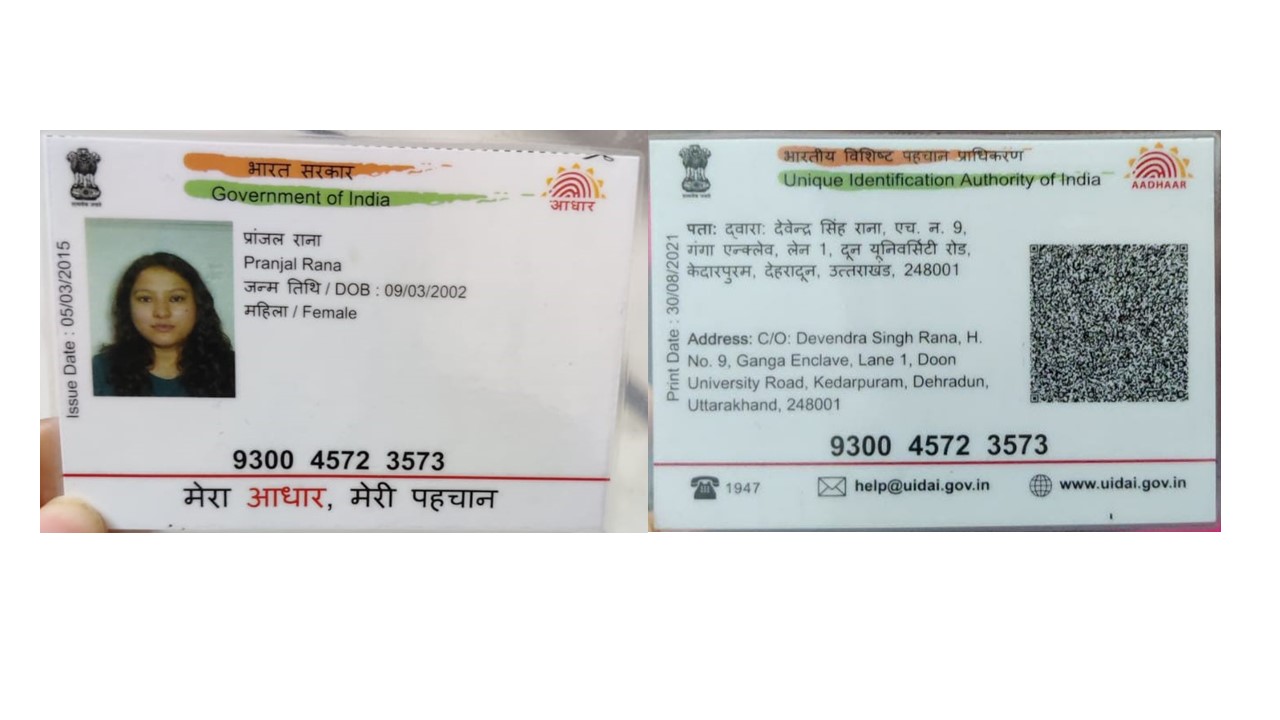 भारत सरकार
Government of India
आधार
Issue Date : 05/03/2015
प्रांजल राना
Pranjal Rana
जन्म तिथि / DOB : 09/03/2002
महिला / Female
9300 4572 3573
मेरा आधार, मेरी पहचान
भारतीय विशिष्ट पहचान प्राधिकरण
Unique Identification Authority of India
AADHAAR
Print Date : 30/08/2021
पता: द्वारा: देवेन्द्र सिंह राना, एच. न. 9,
गंगा एन्क्लेव, लेन 1, दून यूनिवर्सिटी रोड,
केदारपुरम, देहरादून, उत्तराखंड, 248001
Address: C/O: Devendra Singh Rana, H.
No. 9, Ganga Enclave, Lane 1, Doon
University Road, Kedarpuram, Dehradun,
Uttarakhand, 248001
9300 4572 3573
1947
help@uidai.gov.in
www.uidai.gov.in